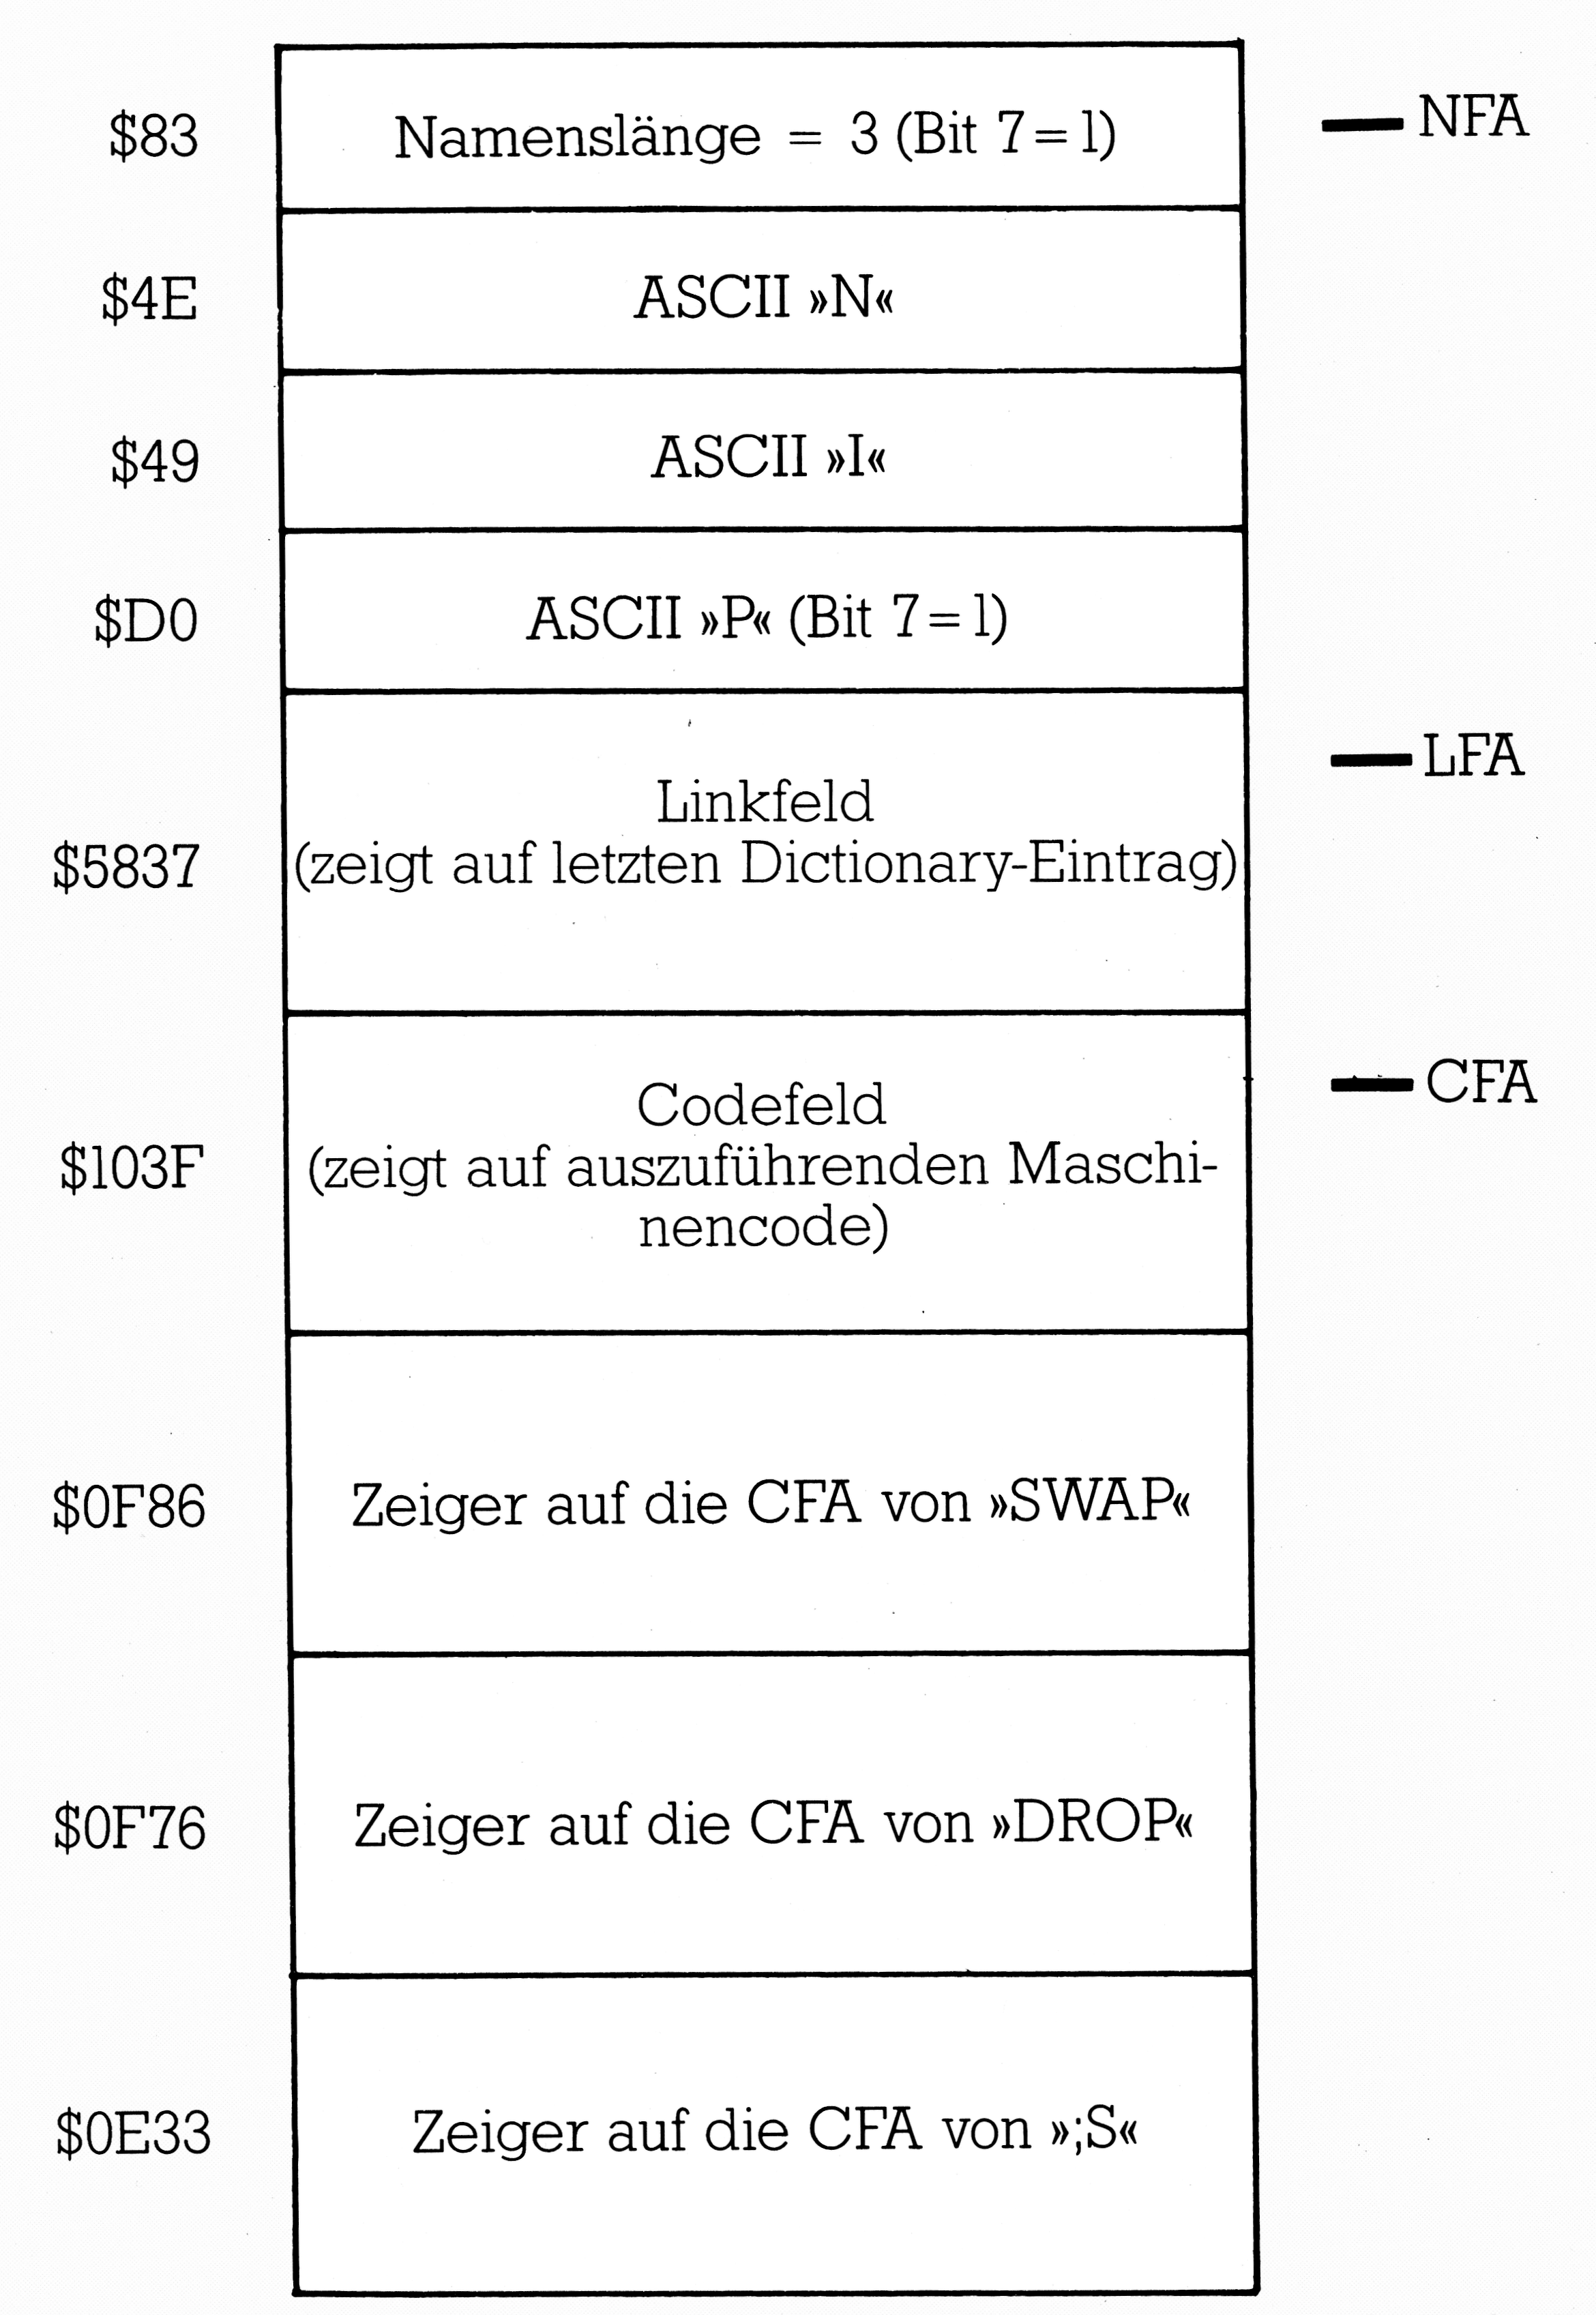 $83 Namenslänge = 3 (Bit 7=1) NFA
$4E ASCII »N«
$49 ASCII »I«
$D0 ASCII »P« (Bit 7=1)
LFA
Linkfeld
$5837 (zeigt auf letzten Dictionary-Eintrag)
CFA
Codefeld
$103F (zeigt auf auszuführenden Maschi-
nencode)
$0F86 Zeiger auf die CFA von »SWAP«
$0F76 Zeiger auf die CFA von »DROP«
$0E33 Zeiger auf die CFA von »;S«